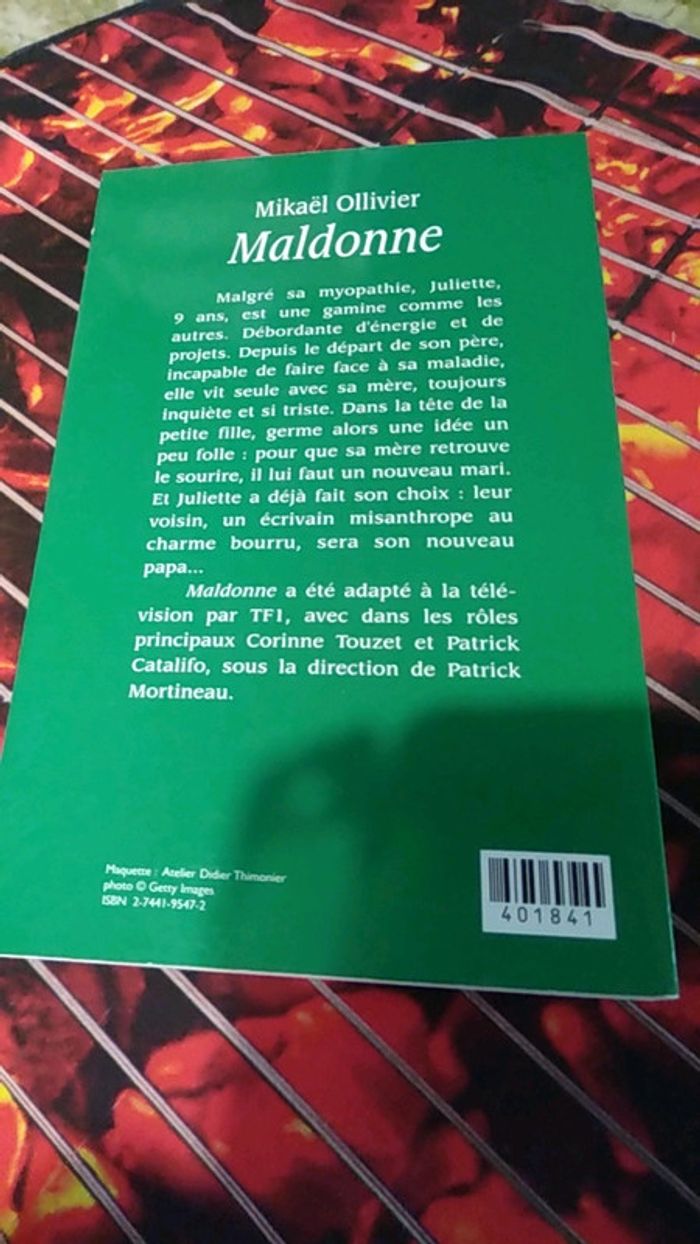 Mikaël Ollivier
Maldonne
Malgré sa myopathie, Juliette,
9 ans, est une gamine comme les
autres. Débordante d'énergie et de
projets. Depuis le départ de son père,
incapable de faire face à sa maladie,
elle vit seule avec sa mère, toujours
inquiète et si triste. Dans la tête de la
petite fille, germe alors une idée un
peu folle : pour que sa mère retrouve
le sourire, il lui faut un nouveau mari.
Et Juliette a déjà fait son choix : leur
voisin, un écrivain misanthrope au
charme bourru, sera son nouveau
papa...
Maldonne a été adapté à la télé-
vision par TF1, avec dans les rôles
principaux Corinne Touzet et Patrick
Catalifo, sous la direction de Patrick
Mortineau.
Maquette : Atelier Didier Thimonier
photo © Getty Images
ISBN 2-7441-9547-2
401841